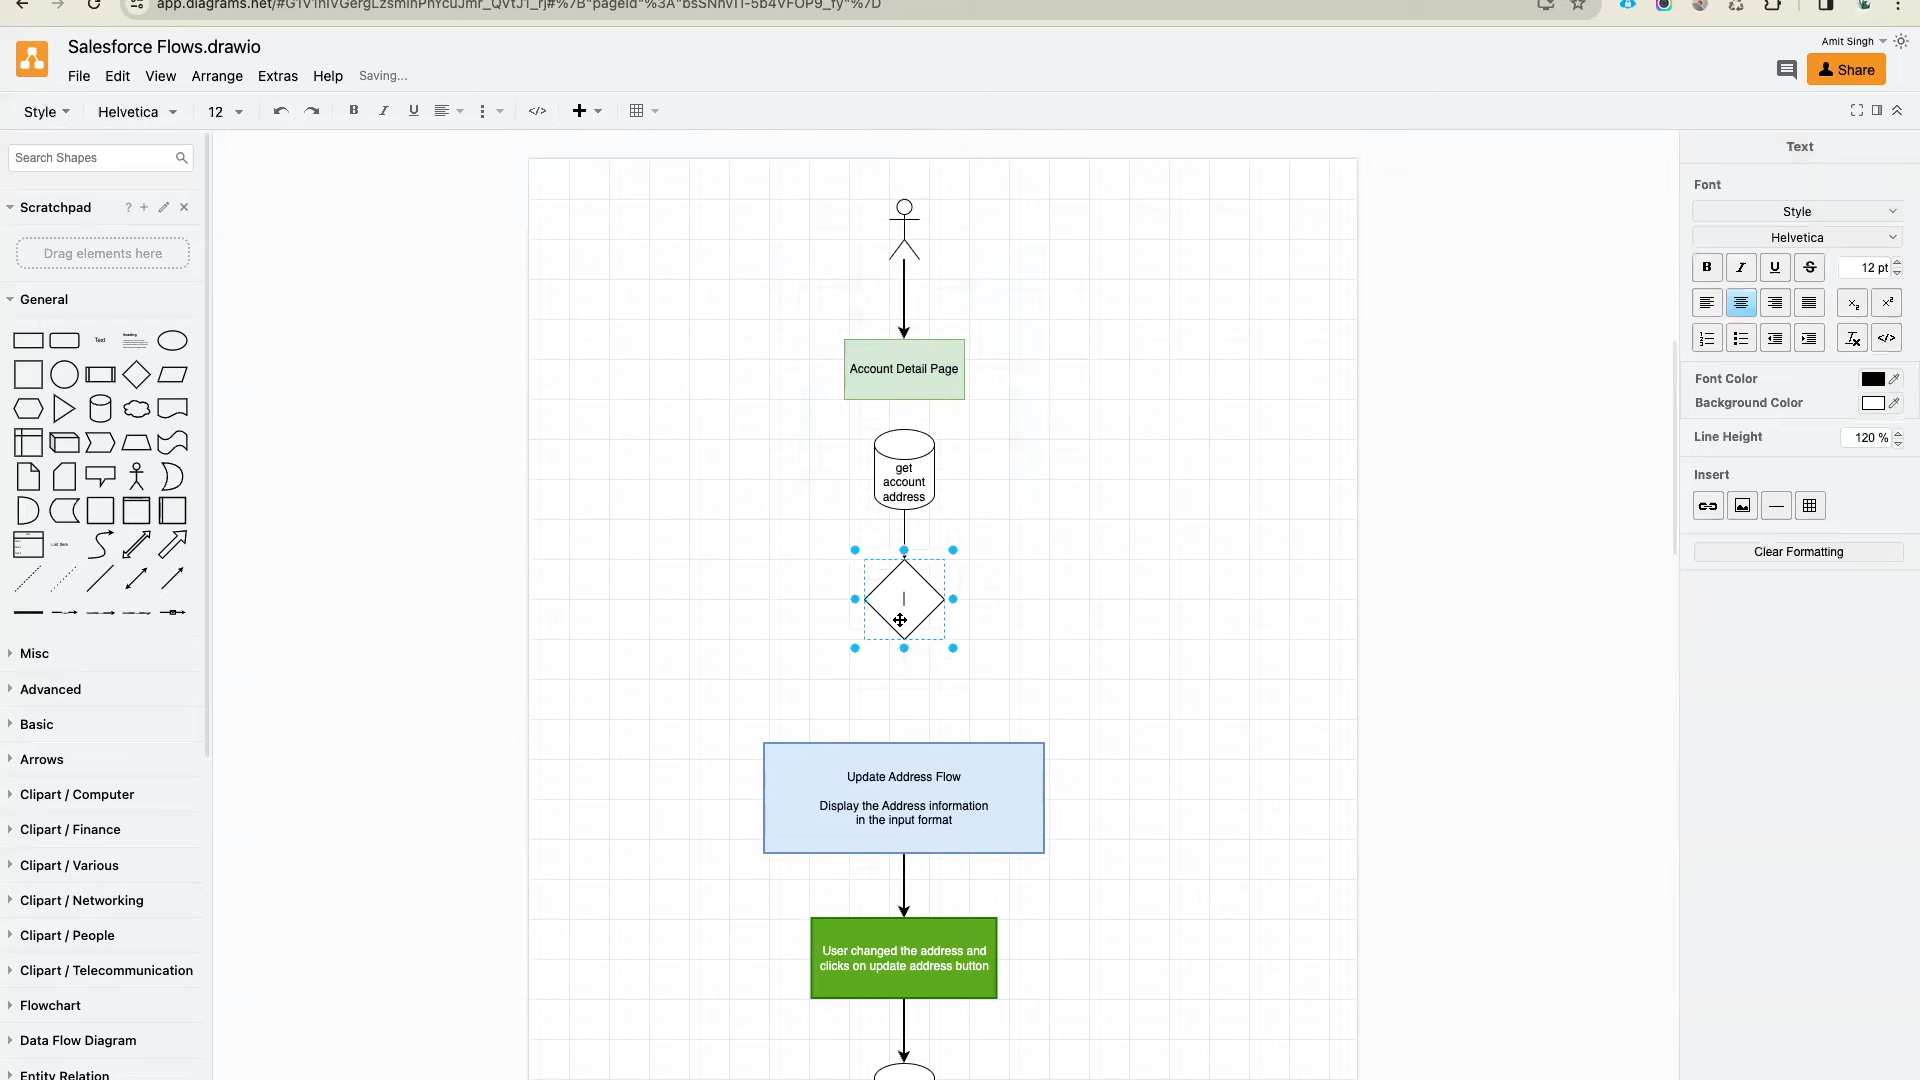 Salesforce Flows.drawio
Amit Singh
File Edit View Arrange Extras Help Saving...
Share
Style Helvetica 12 B I U </>
Search Shapes
Text
Font
Scratchpad ? + 
Style
Helvetica
Drag elements here
B I U S 12 pt
General
Text
Heading
Account Detail Page
Font Color
Background Color
Line Height 120 %
get
account
address
Insert
List Item
Clear Formatting
Misc
Advanced
Basic
Arrows
Clipart / Computer
Clipart / Finance
Clipart / Various
Clipart / Networking
Clipart / People
Clipart / Telecommunication
Flowchart
Data Flow Diagram
Entity Relation
Update Address Flow
Display the Address information
in the input format
User changed the address and
clicks on update address button